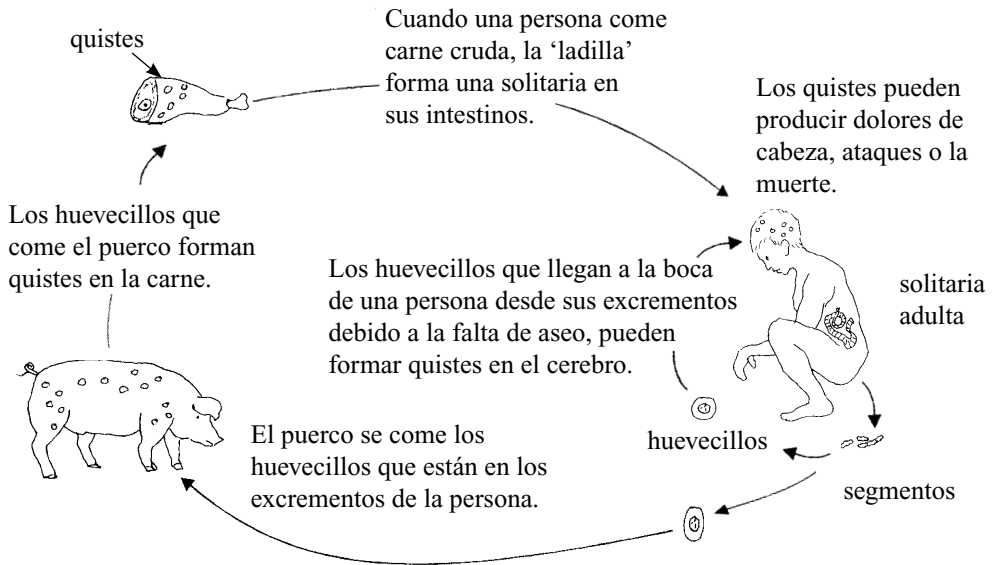 quistes
Cuando una persona come
carne cruda, la ‘ladilla’
forma una solitaria en
sus intestinos.
Los quistes pueden
producir dolores de
cabeza, ataques o la
muerte.
Los huevecillos que
come el puerco forman
quistes en la carne.
Los huevecillos que llegan a la boca
de una persona desde sus excrementos
debido a la falta de aseo, pueden
formar quistes en el cerebro.
solitaria
adulta
El puerco se come los
huevecillos que están en los
excrementos de la persona.
huevecillos
segmentos